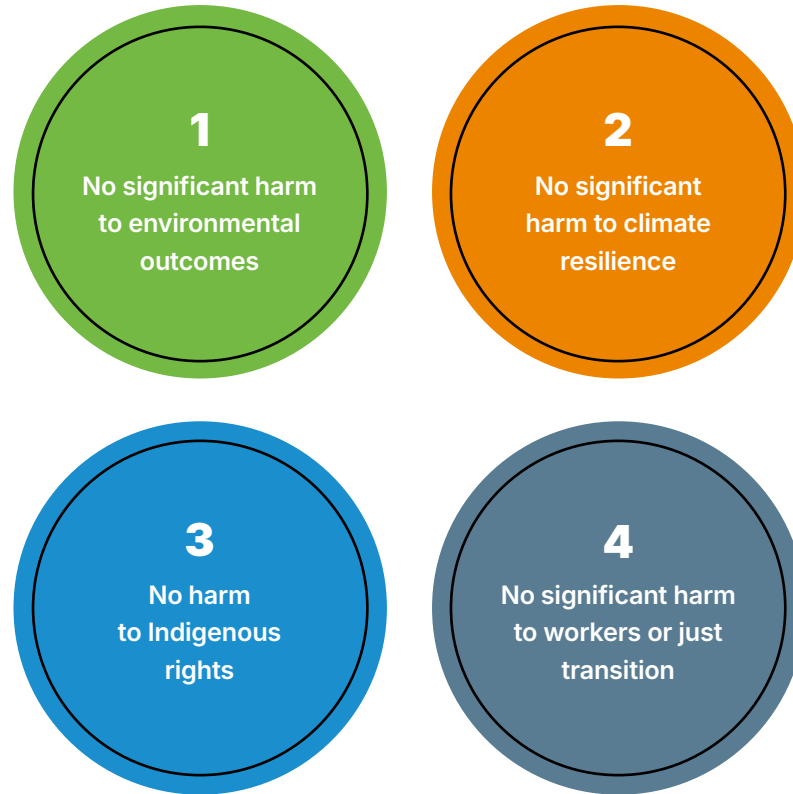 1
No significant harm
to environmental
outcomes
2
No significant
harm to climate
resilience
3
No harm
to Indigenous
rights
4
No significant harm
to workers or just
transition